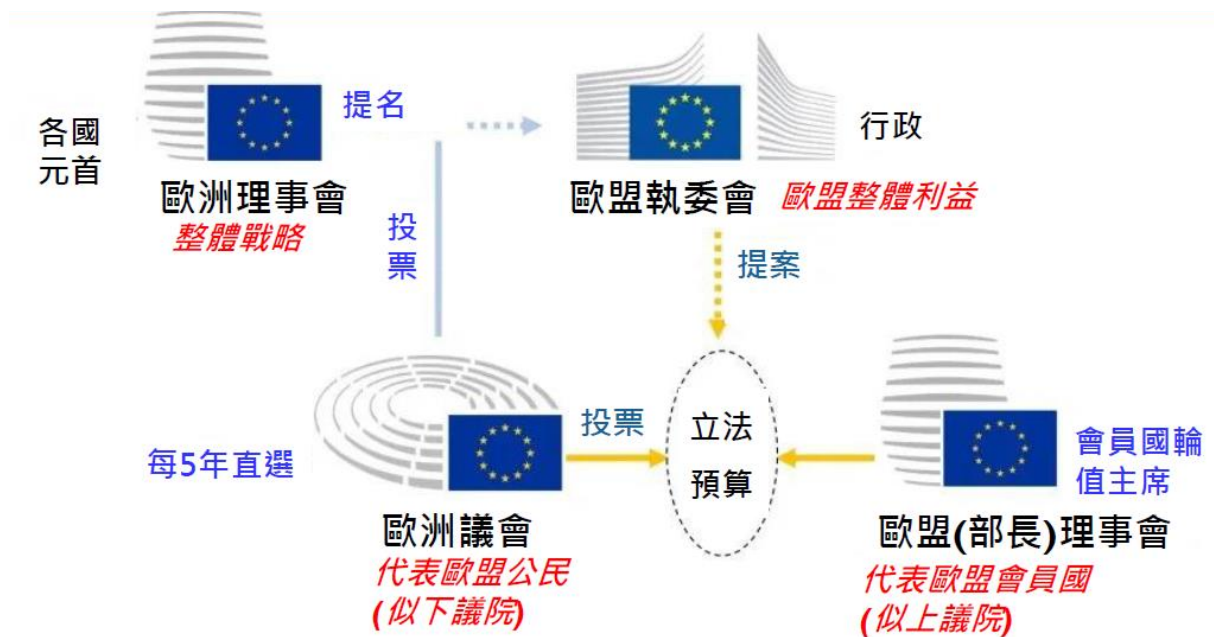 各國
元首
提名
歐洲理事會
整體戰略
行政
歐盟執委會
歐盟整體利益
投
票
提案
每5年直選
歐洲議會
代表歐盟公民
(似下議院)
投票
立法
預算
會員國輪
值主席
歐盟(部長)理事會
代表歐盟會員國
(似上議院)